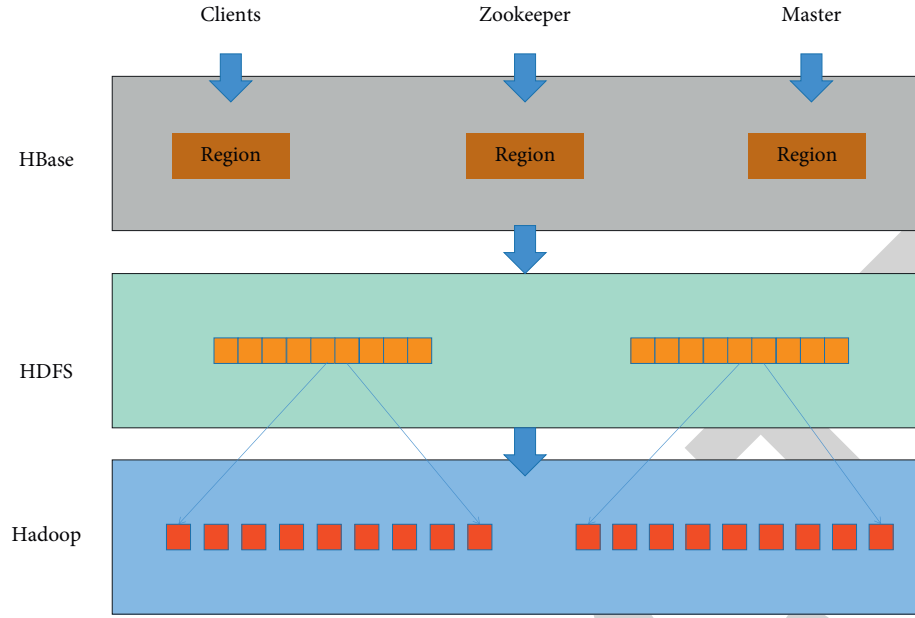 Clients
Zookeeper
Master
HBase
Region
Region
Region
HDFS
Hadoop